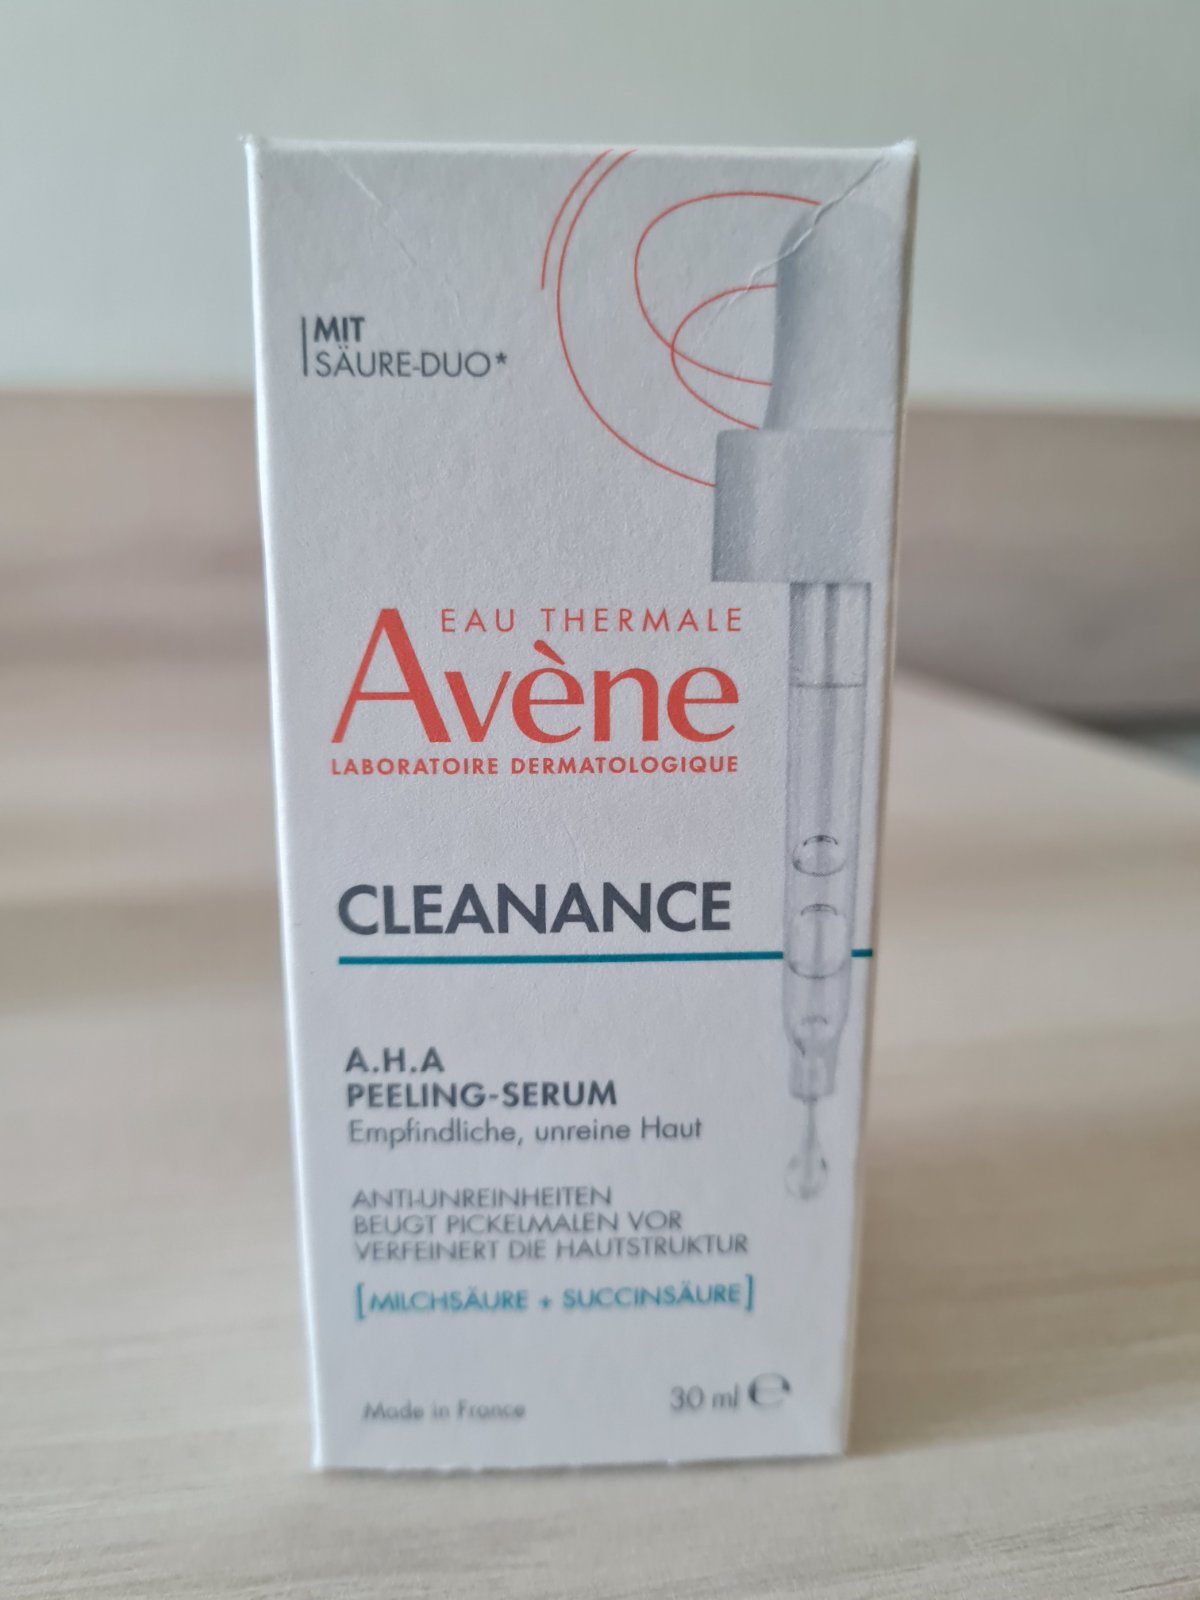 MIT
SÄURE-DUO*
EAU THERMALE
Avène
LABORATOIRE DERMATOLOGIQUE
CLEANANCE
A.H.A
PEELING-SERUM
Empfindliche, unreine Haut
ANTI-UNREINHEITEN
BEUGT PICKELMALEN VOR
VERFEINERT DIE HAUTSTRUKTUR
[MILCHSÄURE + SUCCINSÄURE]
Made in France
30 ml ℮